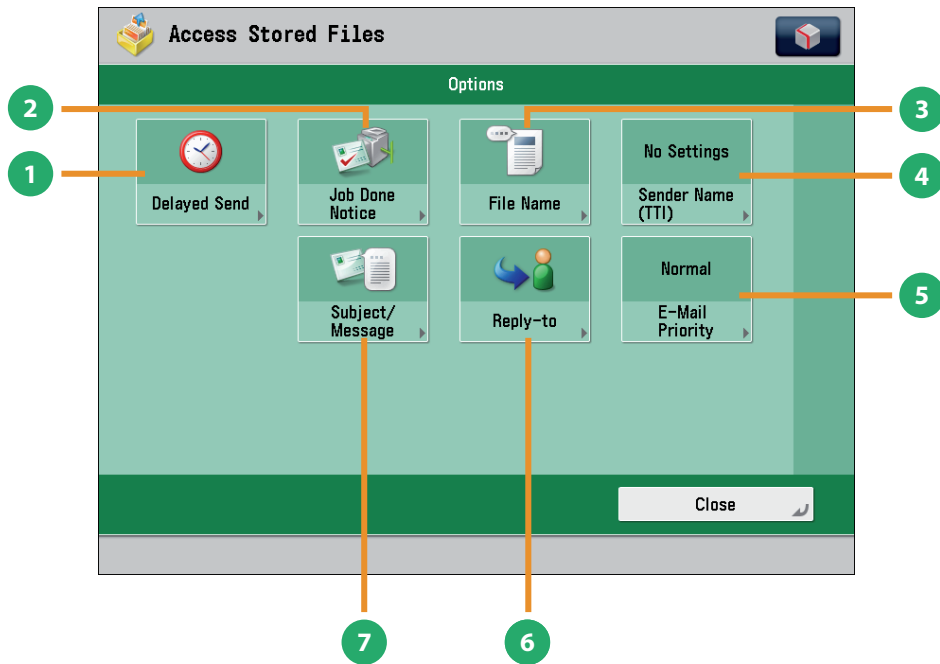 Access Stored Files
Options
2
3
1
4
No Settings
Delayed Send
Job Done
Notice
File Name
Sender Name
(TTI)
5
Normal
Subject/
Message
Reply-to
E-Mail
Priority
Close
7
6